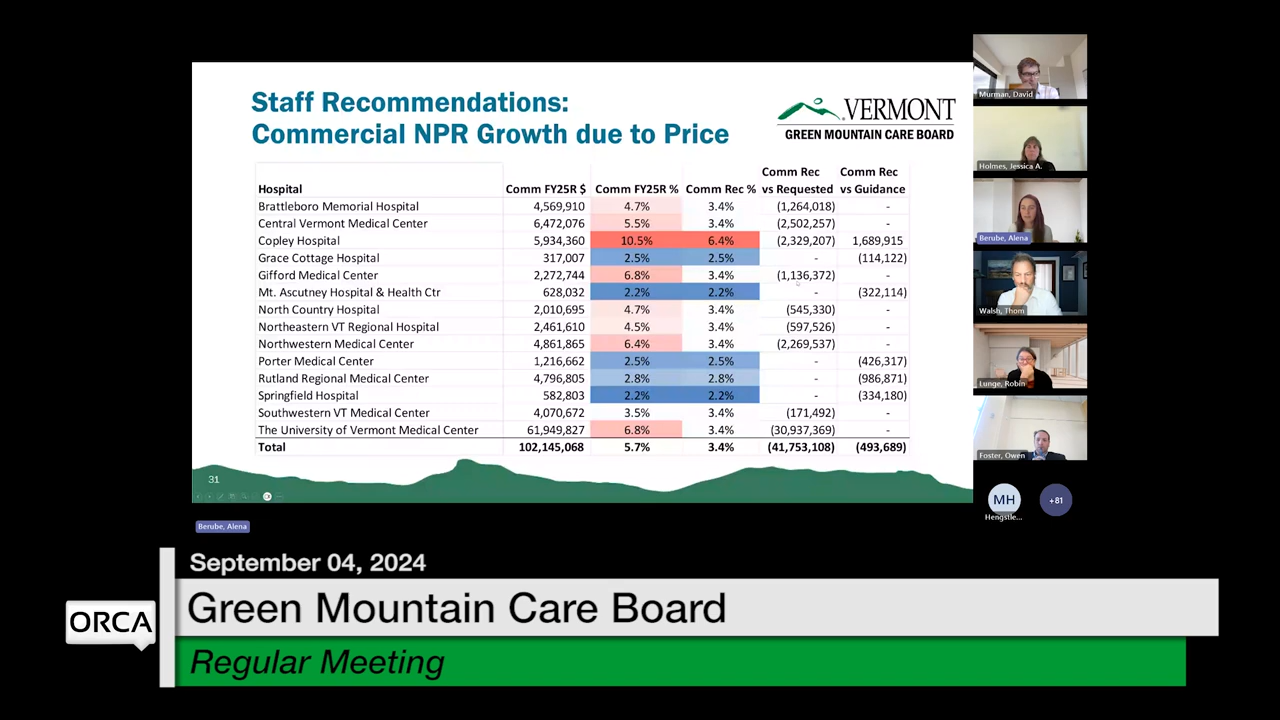 Staff Recommendations:
Commercial NPR Growth due to Price
VERMONT
GREEN MOUNTAIN CARE BOARD
Hospital Comm FY25R $ Comm FY25R % Comm Rec % Comm Rec vs Requested Comm Rec vs Guidance
Brattleboro Memorial Hospital 4,569,910 4.7% 3.4% (1,264,018) -
Central Vermont Medical Center 6,472,076 5.5% 3.4% (2,502,257) -
Copley Hospital 5,934,360 10.5% 6.4% (2,329,207) 1,689,915
Grace Cottage Hospital 317,007 2.5% 2.5% - (114,122)
Gifford Medical Center 2,272,744 6.8% 3.4% (1,136,372) -
Mt. Ascutney Hospital & Health Ctr 628,032 2.2% 2.2% - (322,114)
North Country Hospital 2,010,695 4.7% 3.4% (545,330) -
Northeastern VT Regional Hospital 2,461,610 4.5% 3.4% (597,526) -
Northwestern Medical Center 4,861,865 6.4% 3.4% (2,269,537) -
Porter Medical Center 1,216,662 2.5% 2.5% - (426,317)
Rutland Regional Medical Center 4,796,805 2.8% 2.8% - (986,871)
Springfield Hospital 582,803 2.2% 2.2% - (334,180)
Southwestern VT Medical Center 4,070,672 3.5% 3.4% (171,492) -
The University of Vermont Medical Center 61,949,827 6.8% 3.4% (30,937,369) -
Total 102,145,068 5.7% 3.4% (41,753,108) (493,689)
31
Murman, David
Holmes, Jessica A.
Berube, Alena
Walsh, Thom
Lunge, Robin
Foster, Owen
MH
+81
Hengstle...
Berube, Alena
September 04, 2024
ORCA
Green Mountain Care Board
Regular Meeting